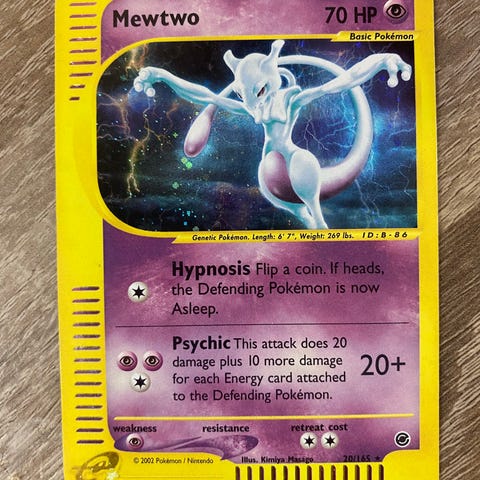 Mewtwo 70 HP
Basic Pokémon
Genetic Pokémon. Length: 6' 7", Weight: 269 lbs. ID:B-86
Hypnosis Flip a coin. If heads,
the Defending Pokémon is now
Asleep.
Psychic This attack does 20
damage plus 10 more damage
for each Energy card attached
to the Defending Pokémon.
20+
weakness resistance retreat cost
© 2002 Pokémon / Nintendo Illus. Kimiya Masago 20/165 ★